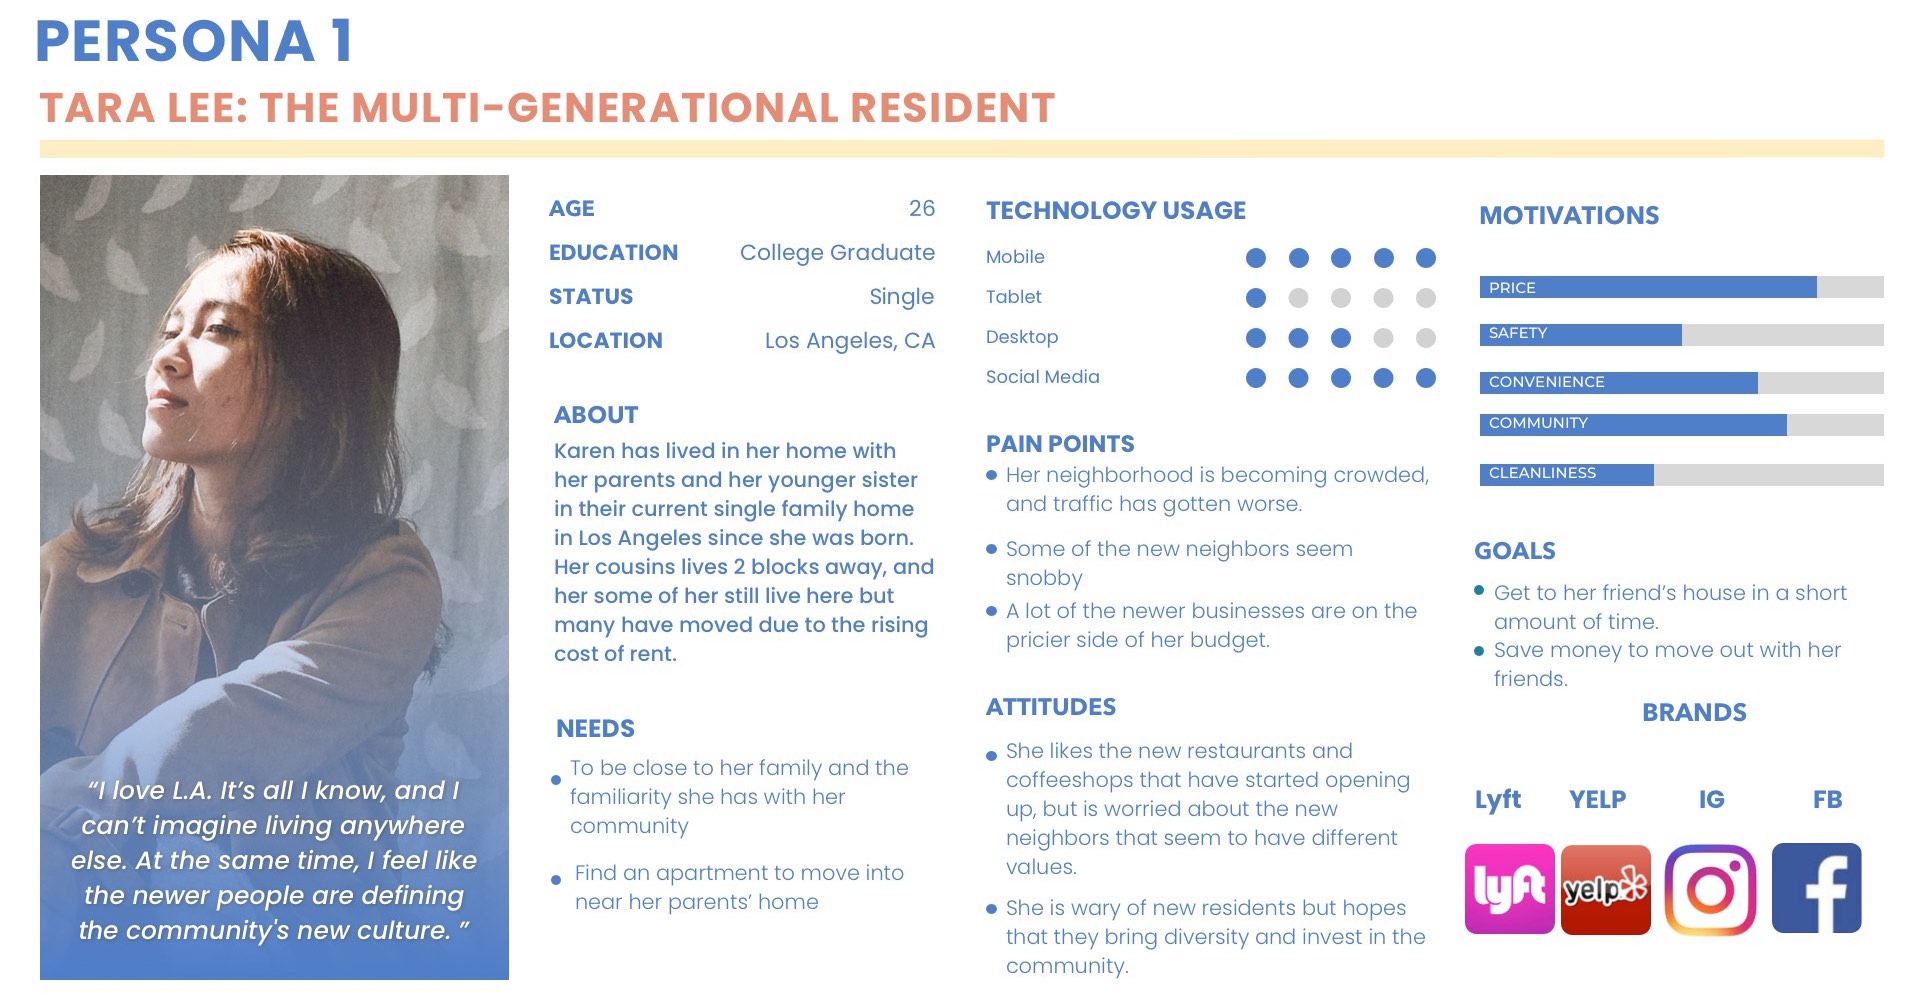 PERSONA 1
TARA LEE: THE MULTI-GENERATIONAL RESIDENT
“I love L.A. It’s all I know, and I
can’t imagine living anywhere
else. At the same time, I feel like
the newer people are defining
the community's new culture. ”
AGE 26
EDUCATION College Graduate
STATUS Single
LOCATION Los Angeles, CA
ABOUT
Karen has lived in her home with
her parents and her younger sister
in their current single family home
in Los Angeles since she was born.
Her cousins lives 2 blocks away, and
her some of her still live here but
many have moved due to the rising
cost of rent.
NEEDS
To be close to her family and the
familiarity she has with her
community
Find an apartment to move into
near her parents’ home
TECHNOLOGY USAGE
Mobile
Tablet
Desktop
Social Media
PAIN POINTS
Her neighborhood is becoming crowded,
and traffic has gotten worse.
Some of the new neighbors seem
snobby
A lot of the newer businesses are on the
pricier side of her budget.
ATTITUDES
She likes the new restaurants and
coffeeshops that have started opening
up, but is worried about the new
neighbors that seem to have different
values.
She is wary of new residents but hopes
that they bring diversity and invest in the
community.
MOTIVATIONS
PRICE
SAFETY
CONVENIENCE
COMMUNITY
CLEANLINESS
GOALS
Get to her friend’s house in a short
amount of time.
Save money to move out with her
friends.
BRANDS
Lyft YELP IG FB
lyft yelp f